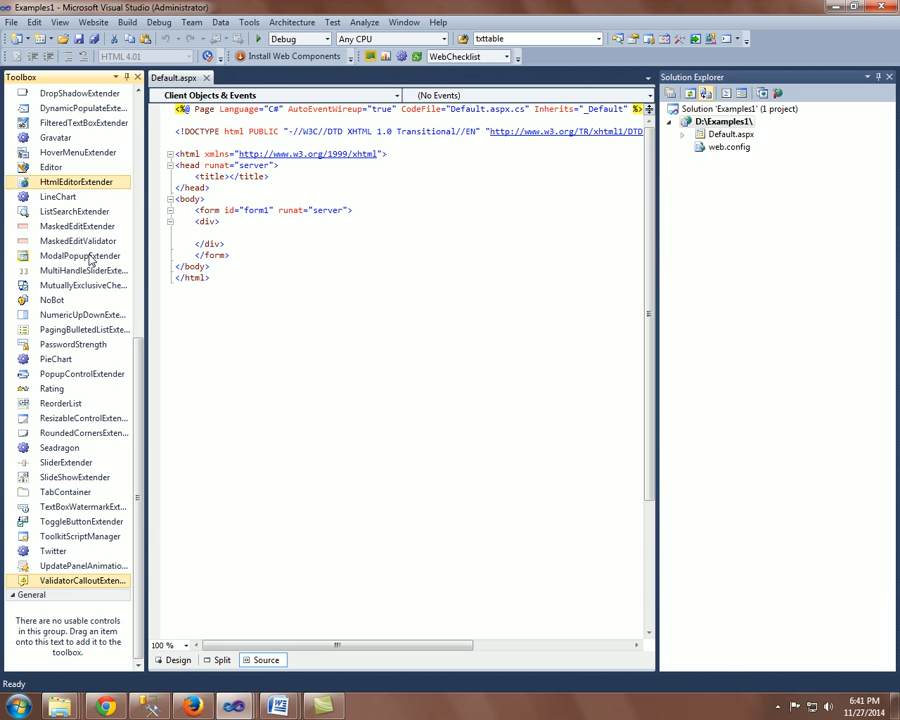 Examples1 - Microsoft Visual Studio (Administrator)
File Edit View Website Build Debug Team Data Tools Architecture Test Analyze Window Help
Debug Any CPU txttable
HTML 4.01 Install Web Components WebChecklist
Toolbox
DropShadowExtender
DynamicPopulateExte...
FilteredTextBoxExtender
Gravatar
HoverMenuExtender
Editor
HtmlEditorExtender
LineChart
ListSearchExtender
MaskedEditExtender
MaskedEditValidator
ModalPopupExtender
MultiHandleSliderExte...
MutuallyExclusiveChe...
NoBot
NumericUpDownExte...
PagingBulletedListExte...
PasswordStrength
PieChart
PopupControlExtender
Rating
ReorderList
ResizableControlExten...
RoundedCornersExten...
Seadragon
SliderExtender
SlideShowExtender
TabContainer
TextBoxWatermarkExt...
ToggleButtonExtender
ToolkitScriptManager
Twitter
UpdatePanelAnimatio...
ValidatorCalloutExten...
General
There are no usable controls
in this group. Drag an item
onto this text to add it to the
toolbox.
Default.aspx
Client Objects & Events (No Events)
<%@ Page Language="C#" AutoEventWireup="true" CodeFile="Default.aspx.cs" Inherits="_Default" %>
<!DOCTYPE html PUBLIC "-//W3C//DTD XHTML 1.0 Transitional//EN" "http://www.w3.org/TR/xhtml1/DTD
<html xmlns="http://www.w3.org/1999/xhtml">
<head runat="server">
<title></title>
</head>
<body>
<form id="form1" runat="server">
<div>
</div>
</form>
</body>
</html>
100 %
Design Split Source
Solution Explorer
Solution 'Examples1' (1 project)
D:\Examples1\
Default.aspx
web.config
Ready
6:41 PM
11/27/2014